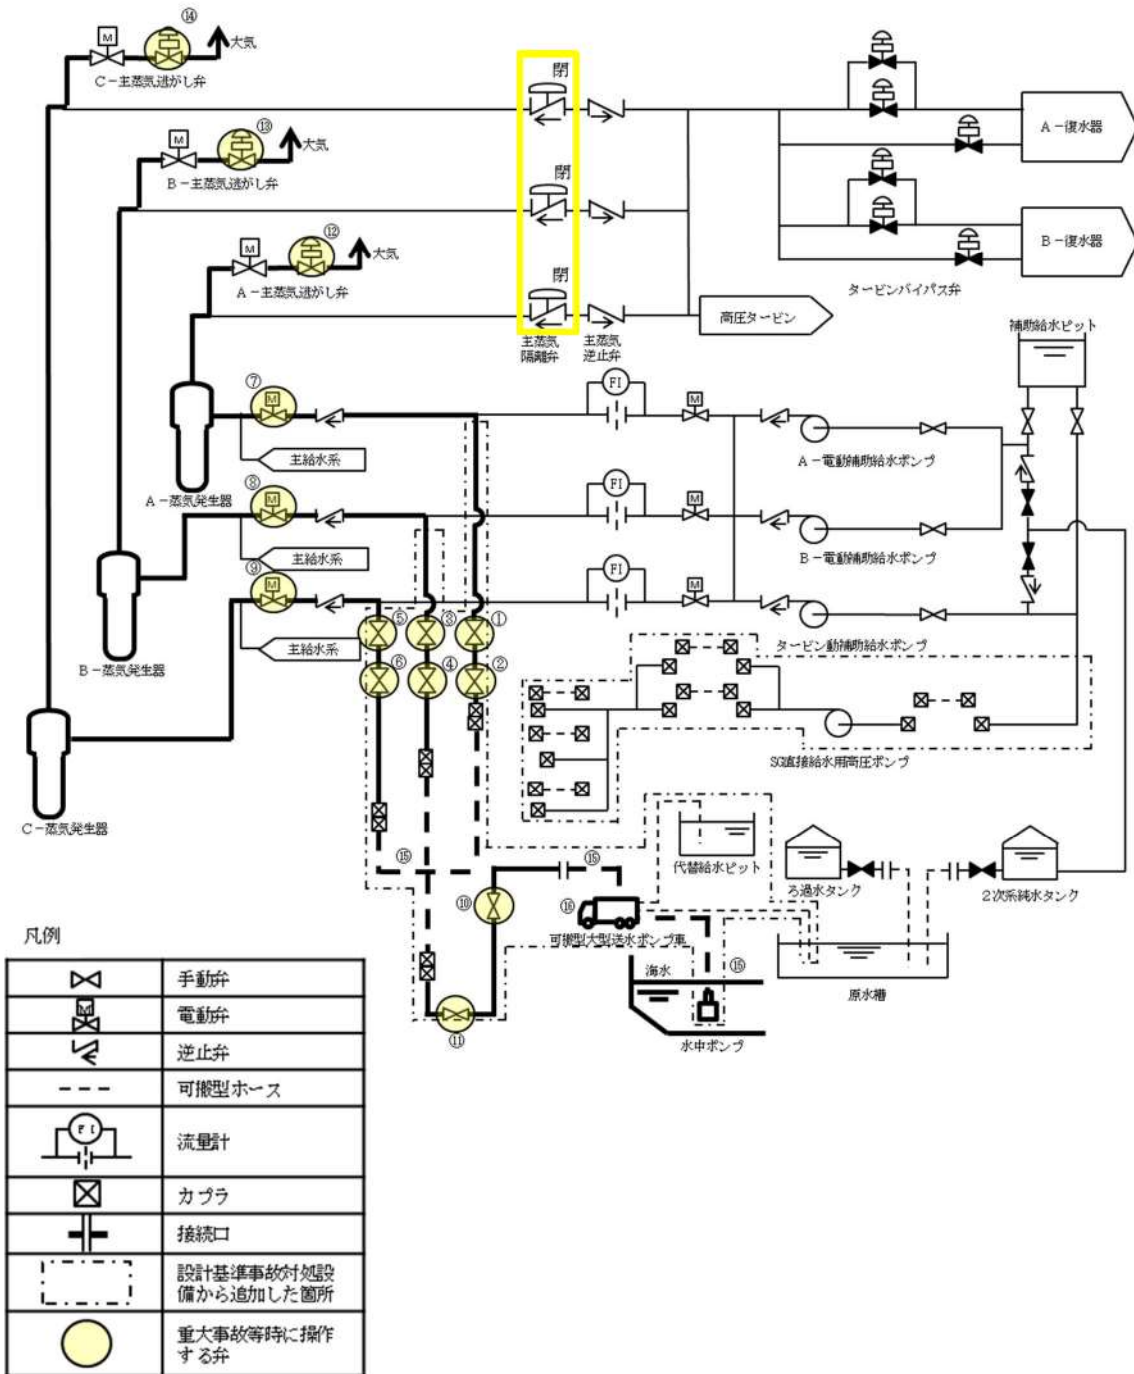 ⑭
M
大気
C-主蒸気逃がし弁
閉
A-復水器
⑬
M
大気
B-主蒸気逃がし弁
閉
⑫
M
大気
A-主蒸気逃がし弁
閉
B-復水器
タービンバイパス弁
高圧タービン
主蒸気
隔離弁
主蒸気
逆止弁
補助給水ピット
⑦
M
FI
M
主給水系
A-電動補助給水ポンプ
A-蒸気発生器
⑧
M
FI
M
主給水系
B-電動補助給水ポンプ
⑨
M
FI
M
主給水系
⑤
③
①
タービン動補助給水ポンプ
B-蒸気発生器
⑥
④
②
SG直接給水用高圧ポンプ
C-蒸気発生器
⑮
⑮
代替給水ピット
ろ過水タンク
2次系純水タンク
⑩
⑯
可搬型大型送水ポンプ車
海水
⑮
原水槽
⑪
水中ポンプ
凡例
手動弁
M
電動弁
逆止弁
可搬型ホース
FI
流量計
カプラ
接続口
設計基準事故対処設
備から追加した箇所
重大事故等時に操作
する弁